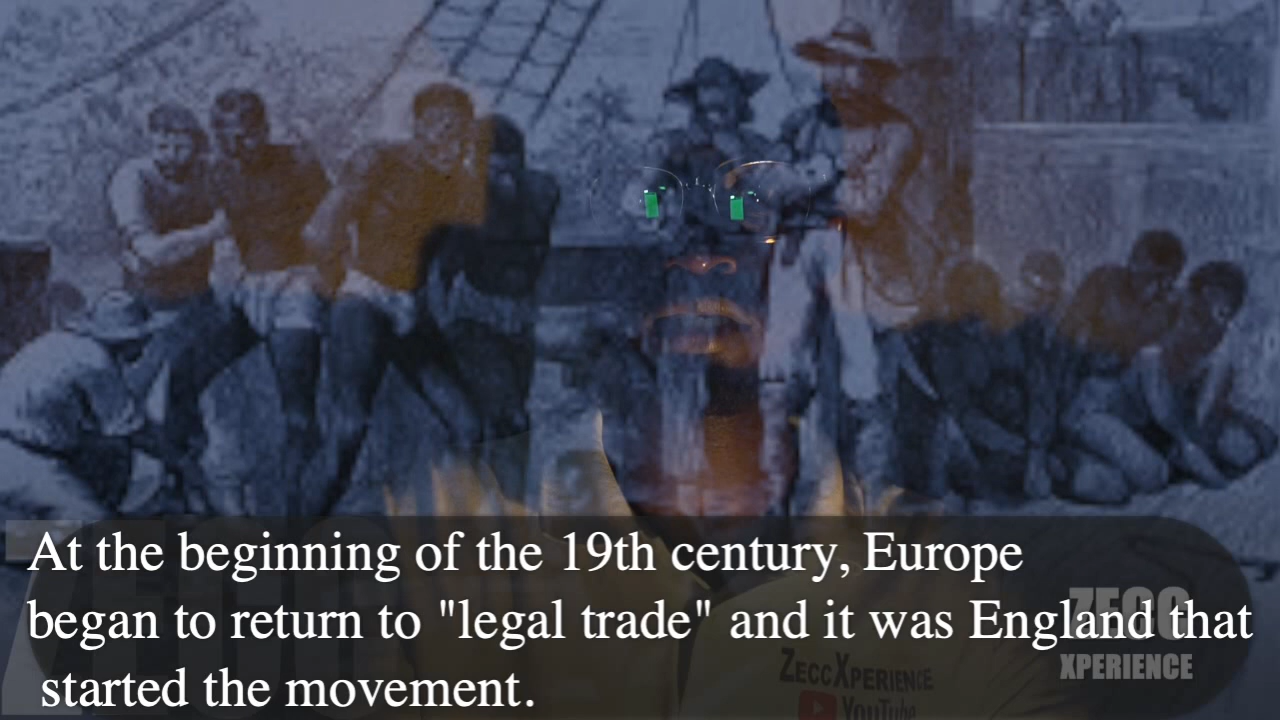 At the beginning of the 19th century, Europe
began to return to "legal trade" and it was England that
started the movement.
ZECC
XPERIENCE
ZeccXperience
YouTube